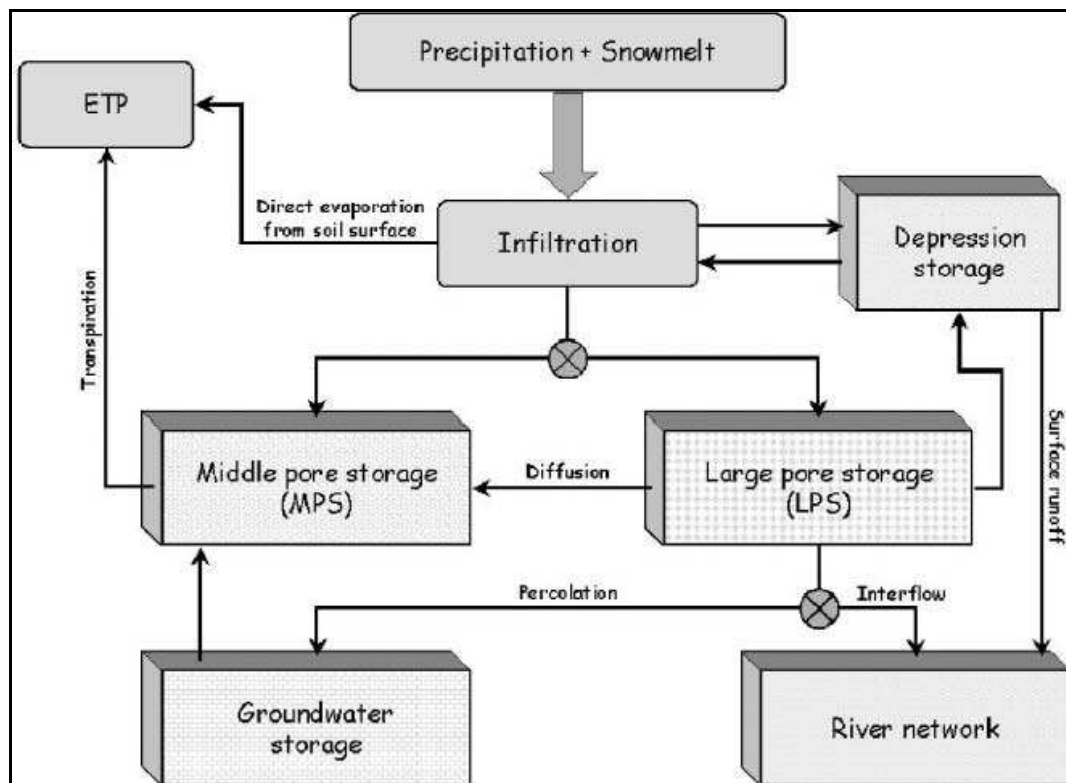 Precipitation + Snowmelt
ETP
Direct evaporation
from soil surface
Infiltration
Depression
storage
Transpiration
Middle pore storage
(MPS)
Diffusion
Large pore storage
(LPS)
Surface runoff
Percolation
Interflow
Groundwater
storage
River network